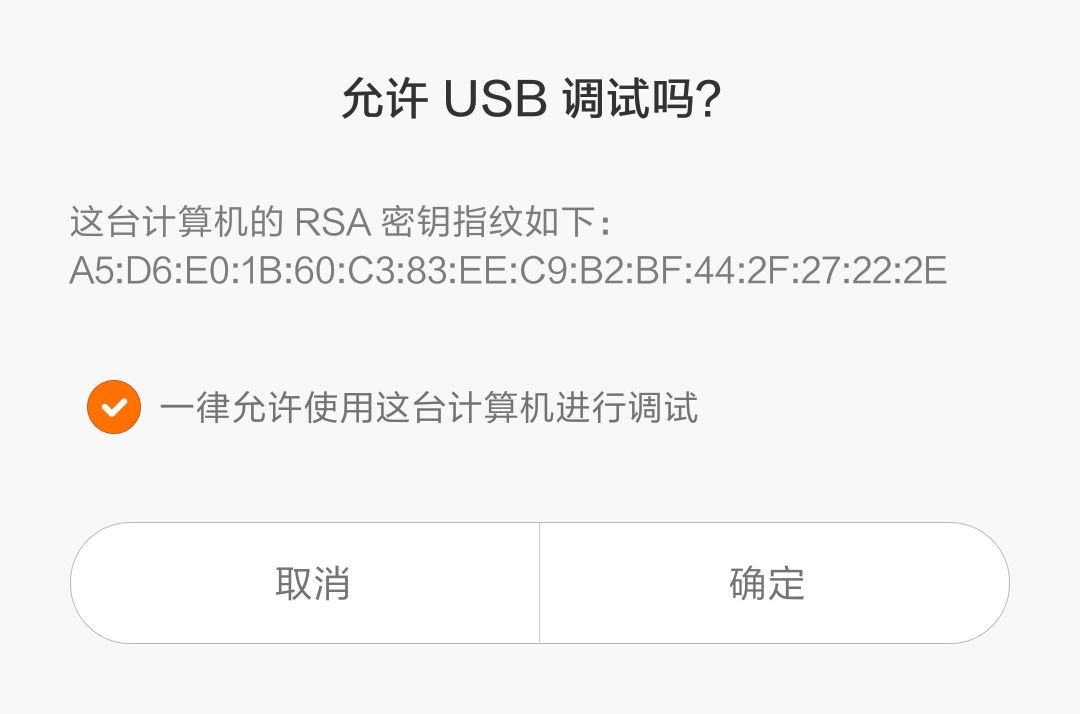 允许 USB 调试吗?
这台计算机的 RSA 密钥指纹如下：
A5:D6:E0:1B:60:C3:83:EE:C9:B2:BF:44:2F:27:22:2E
一律允许使用这台计算机进行调试
取消
确定